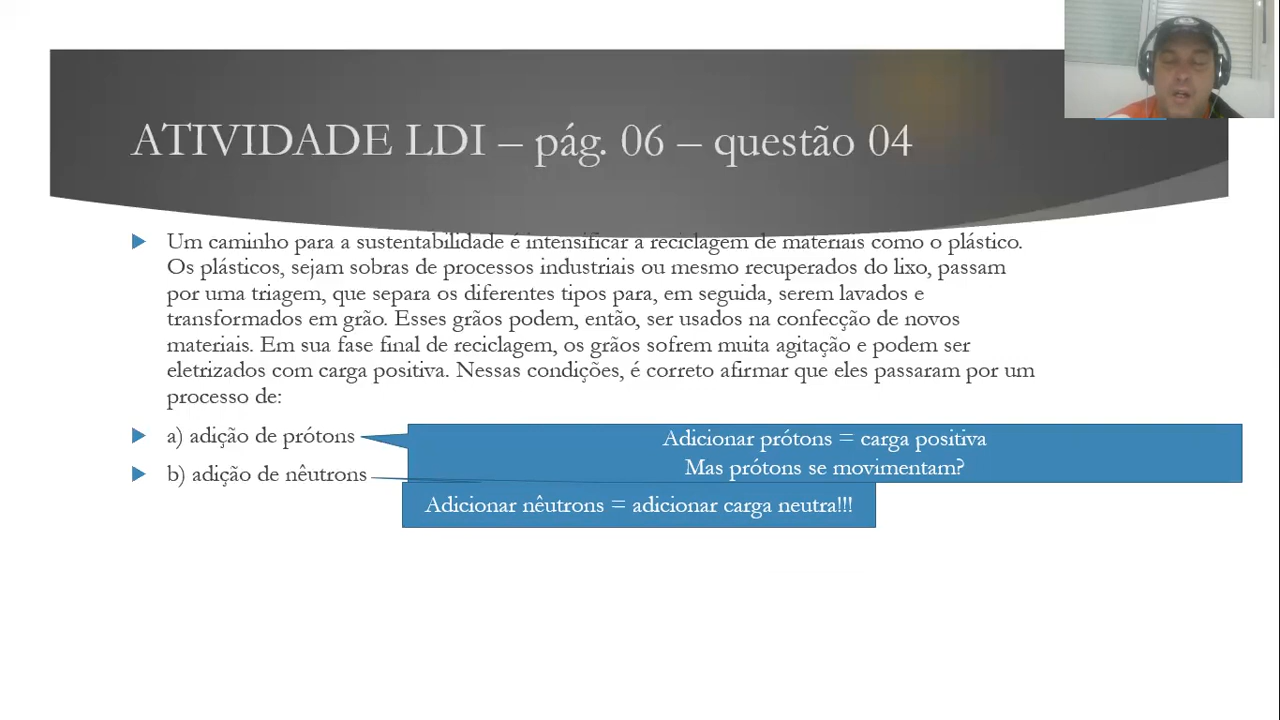 ATIVIDADE LDI – pág. 06 – questão 04
Um caminho para a sustentabilidade é intensificar a reciclagem de materiais como o plástico.
Os plásticos, sejam sobras de processos industriais ou mesmo recuperados do lixo, passam
por uma triagem, que separa os diferentes tipos para, em seguida, serem lavados e
transformados em grão. Esses grãos podem, então, ser usados na confecção de novos
materiais. Em sua fase final de reciclagem, os grãos sofrem muita agitação e podem ser
eletrizados com carga positiva. Nessas condições, é correto afirmar que eles passaram por um
processo de:
a) adição de prótons
Adicionar prótons = carga positiva
Mas prótons se movimentam?
b) adição de nêutrons
Adicionar nêutrons = adicionar carga neutra!!!